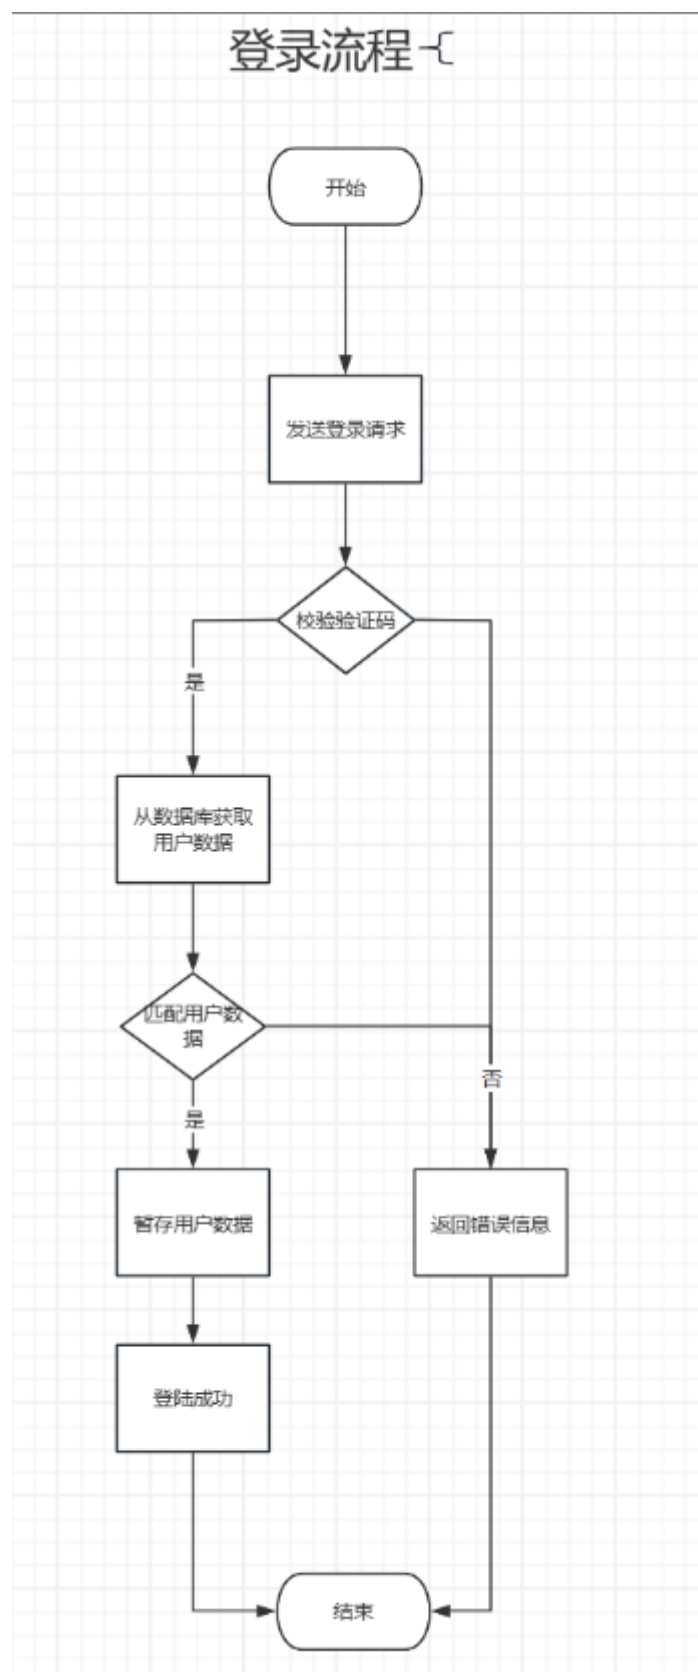 登录流程
开始
发送登录请求
校验验证码
是
从数据库获取
用户数据
匹配用户数
据
否
是
暂存用户数据
返回错误信息
登陆成功
结束